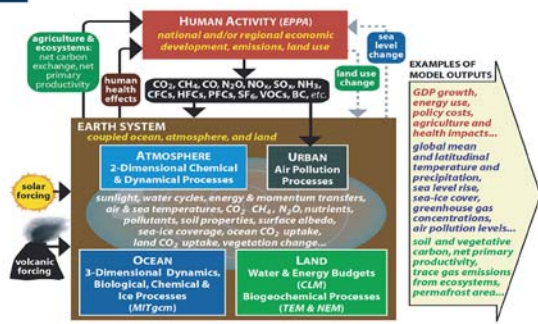 HUMAN ACTIVITY (EPPA)
national and/or regional economic
development, emissions, land use
agriculture &
ecosystems:
net carbon
exchange, net
primary
productivity
human
health
effects
CO₂, CH₄, CO, N₂O, NOₓ, SOₓ, NH₃,
CFCs, HFCs, PFCs, SF₆, VOCs, BC, etc.
land use
change
sea
level
change
EARTH SYSTEM
coupled ocean, atmosphere, and land
ATMOSPHERE
2-Dimensional Chemical
& Dynamical Processes
URBAN
Air Pollution
Processes
sunlight, water cycles, energy & momentum transfers,
air & sea temperatures, CO₂ CH₄, N₂O, nutrients,
pollutants, soil properties, surface albedo,
sea-ice coverage, ocean CO₂ uptake,
land CO₂ uptake, vegetation change...
solar
forcing
volcanic
forcing
OCEAN
3-Dimensional Dynamics,
Biological, Chemical &
Ice Processes
(MITgcm)
LAND
Water & Energy Budgets
(CLM)
Biogeochemical Processes
(TEM & NEM)
EXAMPLES OF
MODEL OUTPUTS
GDP growth,
energy use,
policy costs,
agriculture and
health impacts...
global mean
and latitudinal
temperature and
precipitation,
sea level rise,
sea-ice cover,
greenhouse gas
concentrations,
air pollution levels...
soil and vegetative
carbon, net primary
productivity,
trace gas emissions
from ecosystems,
permafrost area...